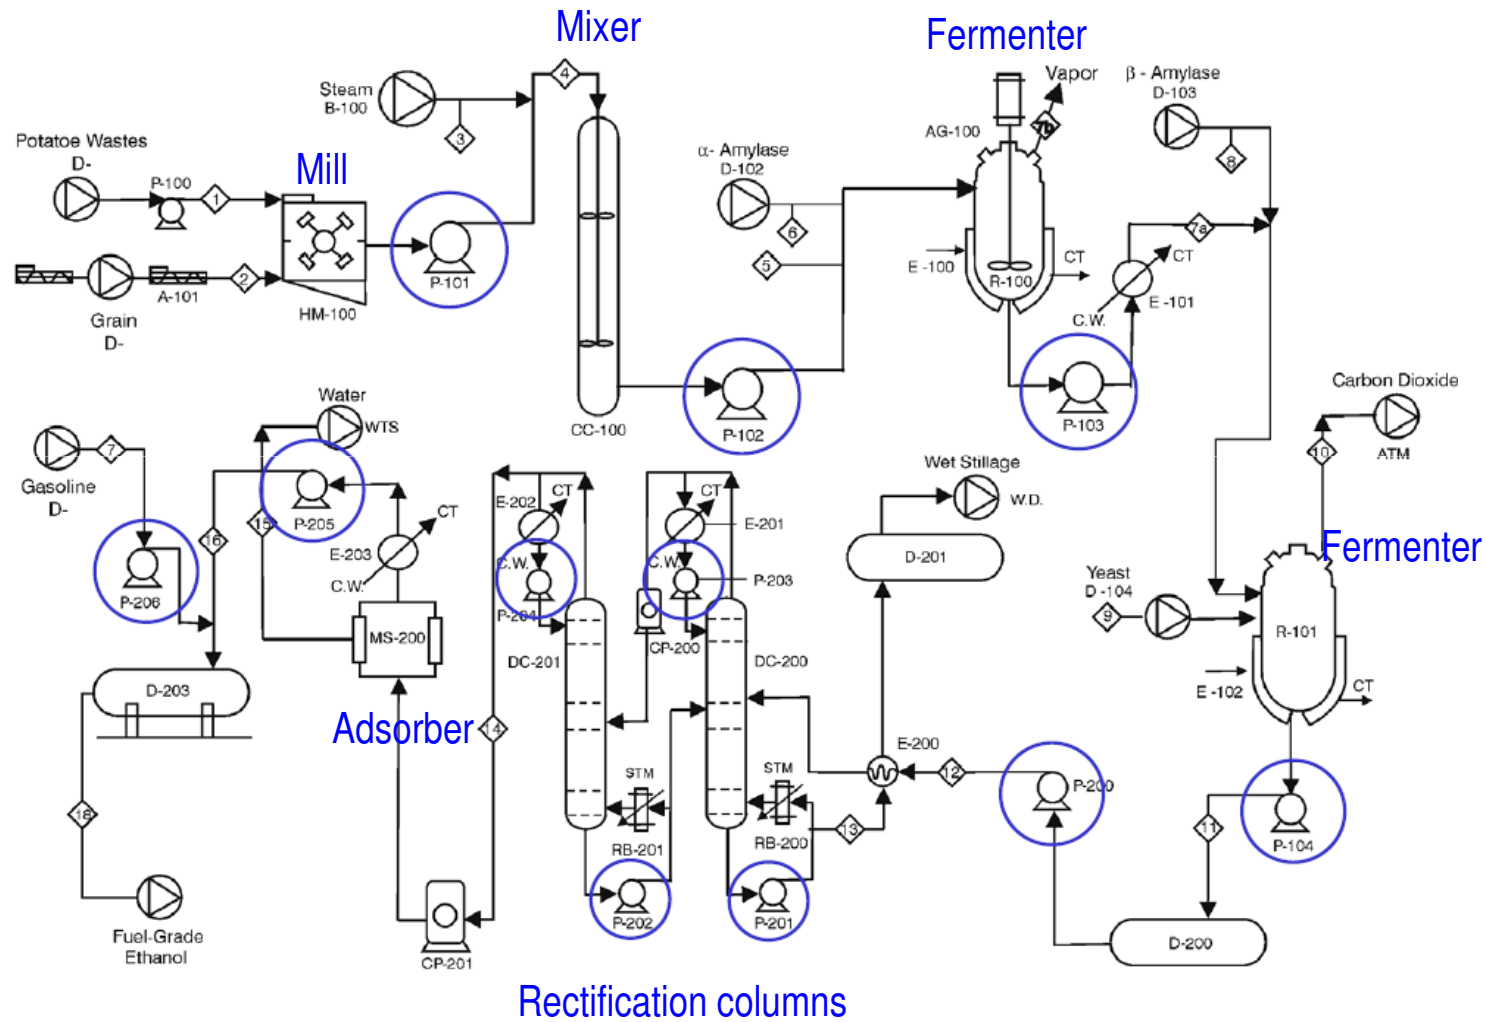 Mixer
Fermenter
Vapor
β - Amylase
D-103
Steam
B-100
4
3
7b
AG-100
8
Potatoe Wastes
D-
Mill
P-100
1
α- Amylase
D-102
6
5
7a
CT
E -100
R-100
CT
E -101
C.W.
2
A-101
Grain
D-
HM-100
P-101
CC-100
P-102
P-103
Carbon Dioxide
10
ATM
Water
WTS
7
Gasoline
D-
P-205
15
16
CT
E-203
C.W.
P-206
E-202
CT
C.W.
P-204
CT
E-201
C.W.
P-203
CP-200
Wet Stillage
W.D.
D-201
Fermenter
Yeast
D -104
9
R-101
E -102
CT
MS-200
DC-201
DC-200
D-203
Adsorber
14
E-200
12
P-200
STM
STM
13
RB-201
RB-200
11
P-104
18
P-202
P-201
D-200
Fuel-Grade
Ethanol
CP-201
Rectification columns